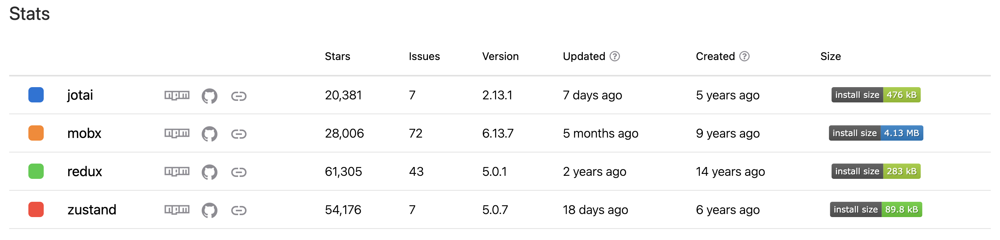 Stats
Stars Issues Version Updated ? Created ? Size
jotai npm 20,381 7 2.13.1 7 days ago 5 years ago install size 476 kB
mobx npm 28,006 72 6.13.7 5 months ago 9 years ago install size 4.13 MB
redux npm 61,305 43 5.0.1 2 years ago 14 years ago install size 283 kB
zustand npm 54,176 7 5.0.7 18 days ago 6 years ago install size 89.8 kB